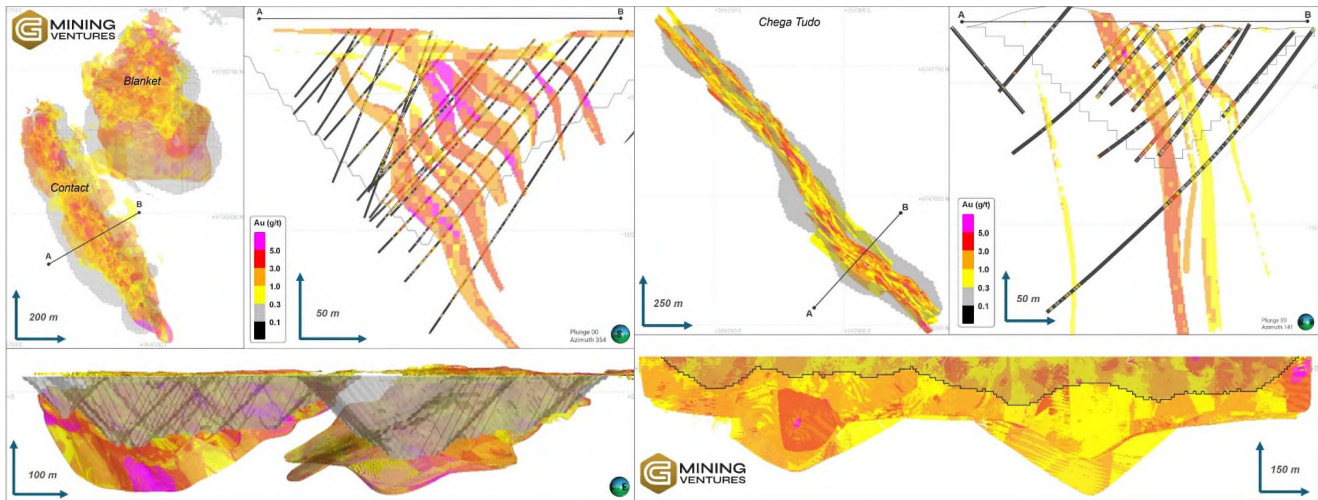 G MINING
VENTURES
Blanket
Contact
A
B
200 m
A
B
Au (g/t)
5.0
3.0
1.0
0.3
0.1
50 m
Plunge 00
Azimuth 354
S
100 m
E
Chega Tudo
B
A
250 m
A
B
Au (g/t)
5.0
3.0
1.0
0.3
0.1
50 m
Plunge 00
Azimuth 141
G MINING
VENTURES
150 m